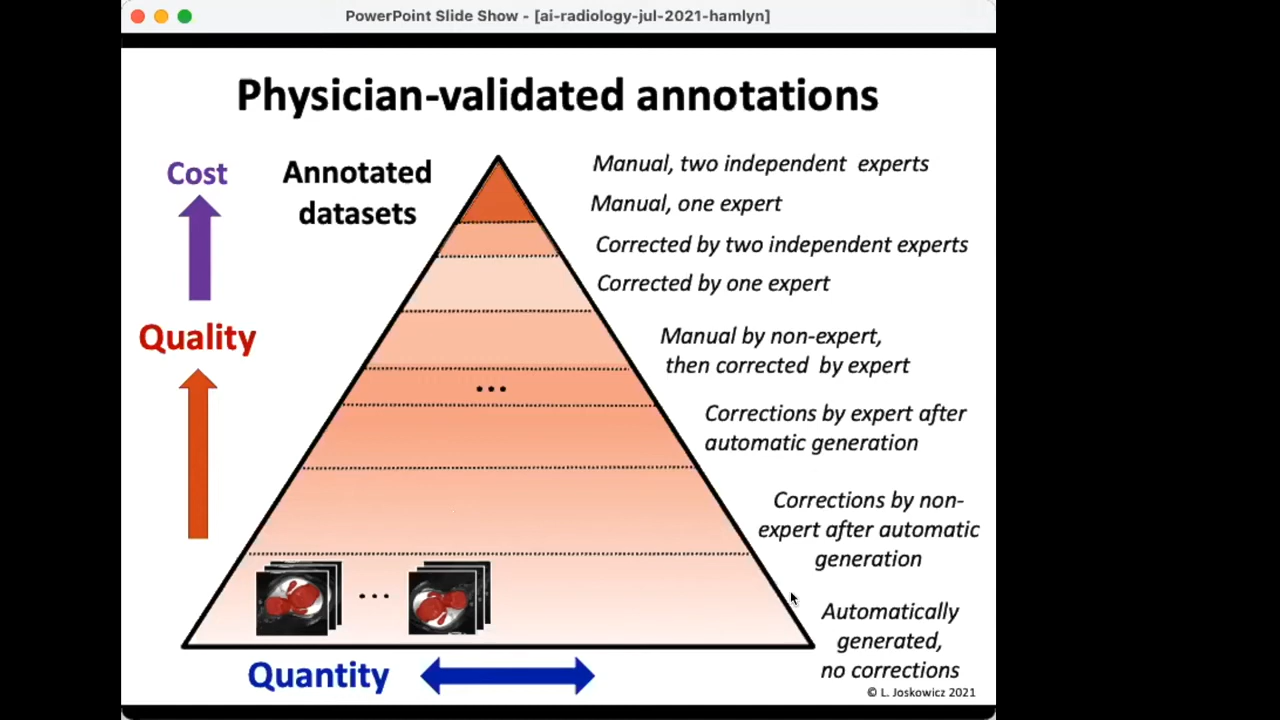 PowerPoint Slide Show - [ai-radiology-jul-2021-hamlyn]
Physician-validated annotations
Cost
Annotated
datasets
Quality
Manual, two independent experts
Manual, one expert
Corrected by two independent experts
Corrected by one expert
Manual by non-expert,
then corrected by expert
...
Corrections by expert after
automatic generation
Corrections by non-
expert after automatic
generation
...
Automatically
generated,
no corrections
Quantity
© L. Joskowicz 2021